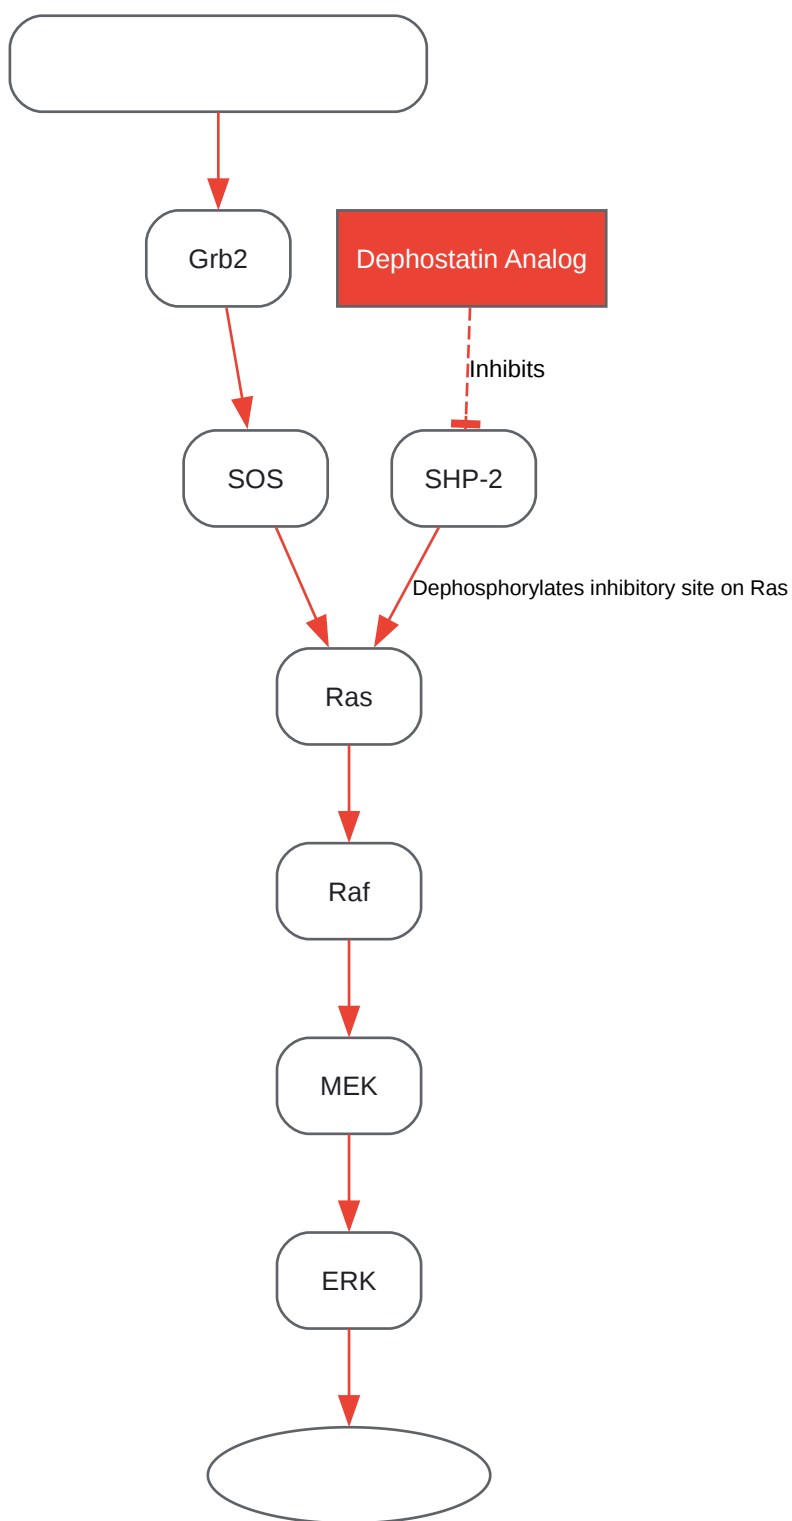 Grb2
Dephostatin Analog
Inhibits
SOS
SHP-2
Dephosphorylates inhibitory site on Ras
Ras
Raf
MEK
ERK